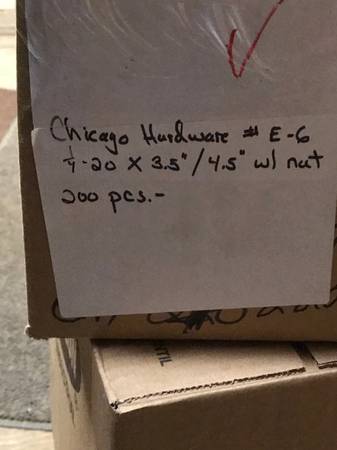 Chicago Hardware # E-6
1/4-20 X 3.5"/4.5" w/ nut
200 pcs.-